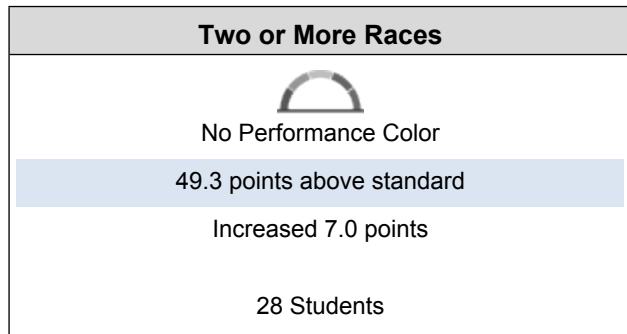 Two or More Races
No Performance Color
49.3 points above standard
Increased 7.0 points
28 Students